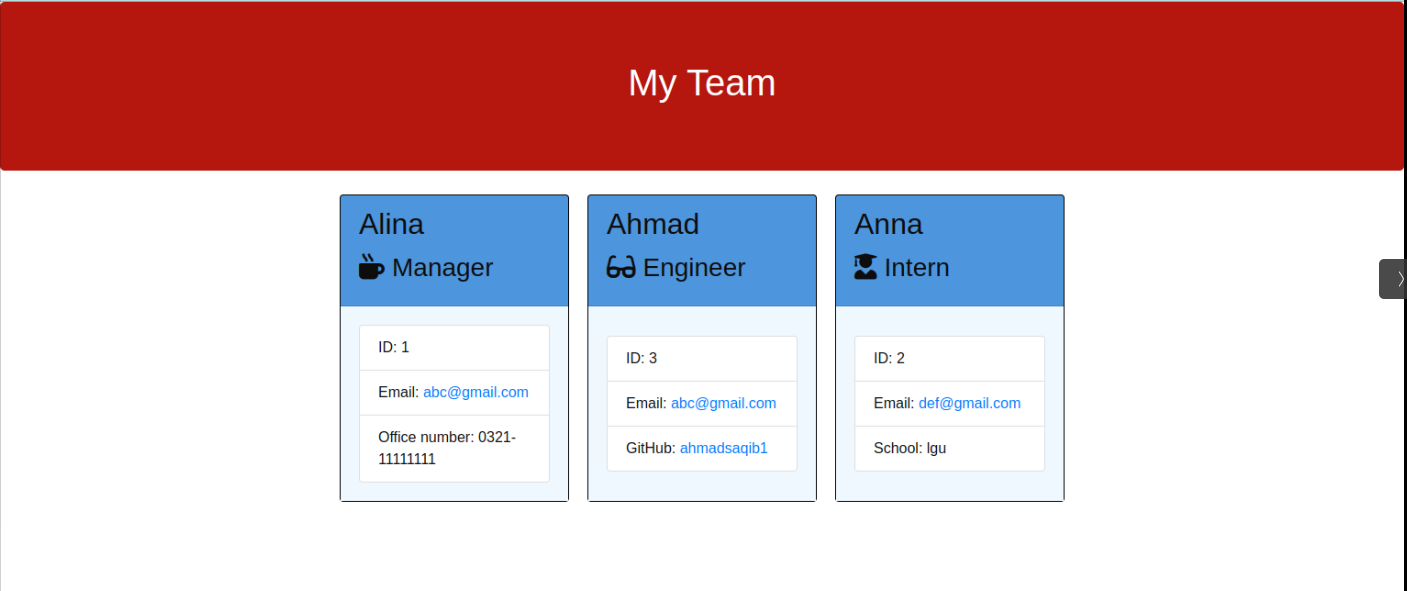 My Team
Alina
Manager
ID: 1
Email: abc@gmail.com
Office number: 0321-
11111111
Ahmad
Engineer
ID: 3
Email: abc@gmail.com
GitHub: ahmadsaqib1
Anna
Intern
ID: 2
Email: def@gmail.com
School: lgu